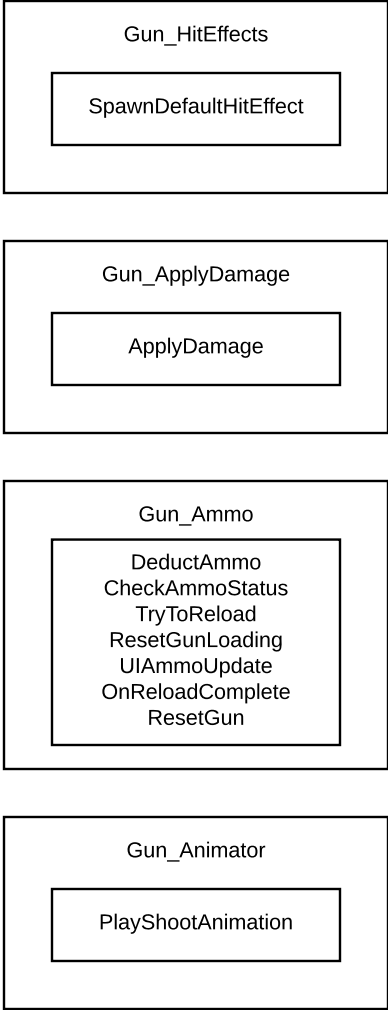 Gun_HitEffects
SpawnDefaultHitEffect
Gun_ApplyDamage
ApplyDamage
Gun_Ammo
DeductAmmo
CheckAmmoStatus
TryToReload
ResetGunLoading
UIAmmoUpdate
OnReloadComplete
ResetGun
Gun_Animator
PlayShootAnimation